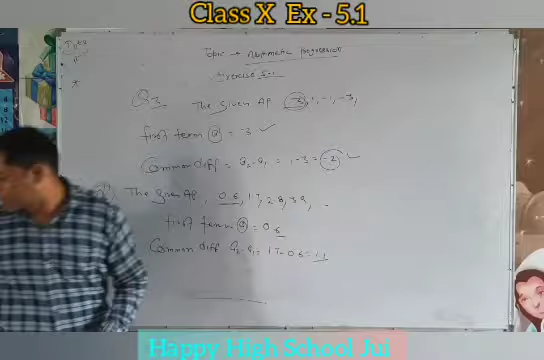 Class X Ex - 5.1
Topic → Arithmetic Progression
Exercise 5.1
Q 3. The given AP
first term (a) = -3 ✓
Common diff = a₂ - a₁ = 1 - 3 = -2 ✓
The given AP, 0.6, 1.7, 2.8, 3.9,
first term (a) = 0.6
Common diff a₂ - a₁ = 1.7 - 0.6 = 1.1
Happy High School Jui